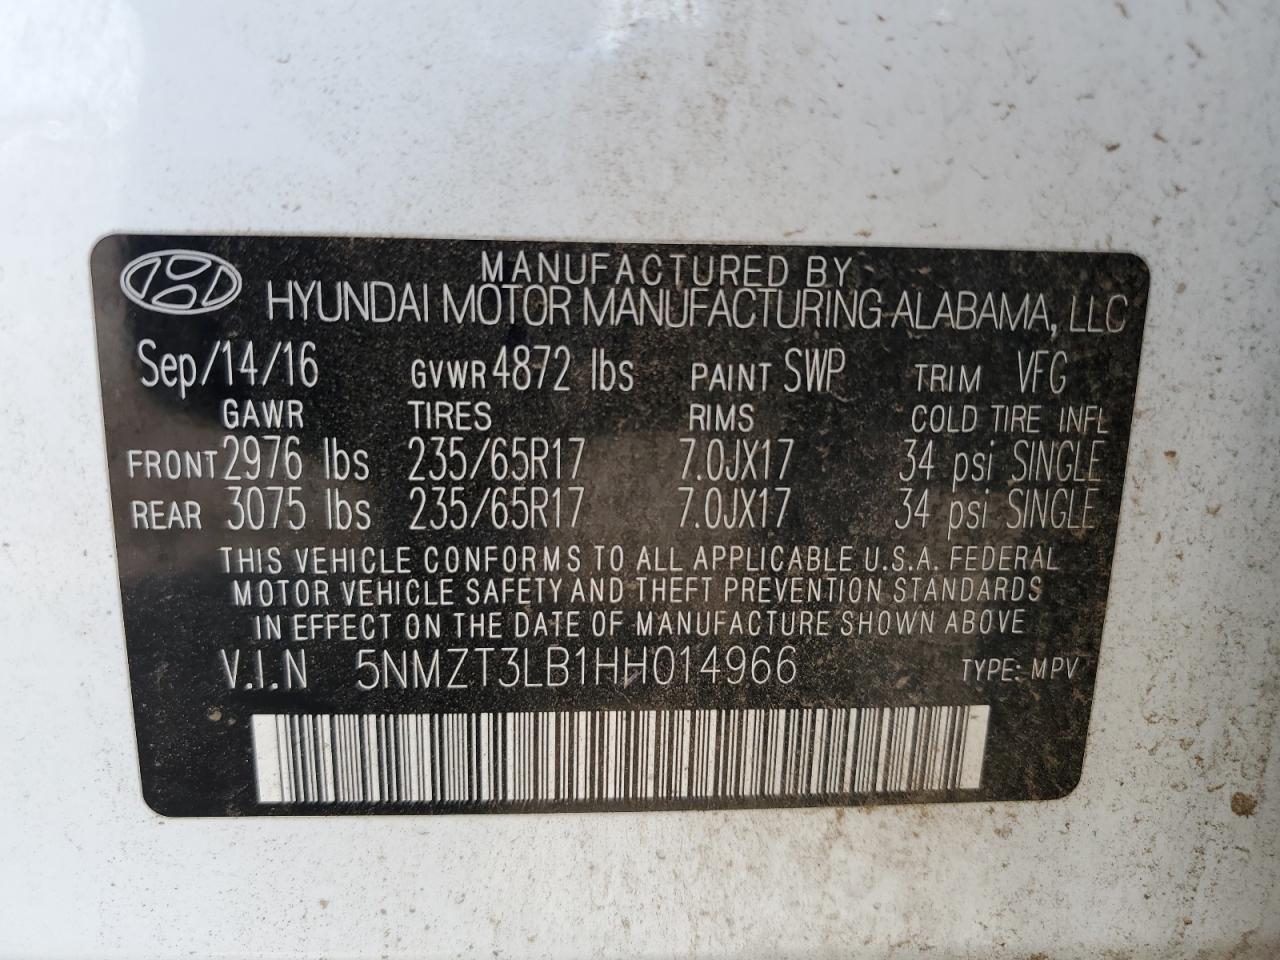 MANUFACTURED BY
HYUNDAI MOTOR MANUFACTURING ALABAMA, LLC
Sep/14/16 GVWR 4872 lbs PAINT SWP TRIM VFG
GAWR TIRES RIMS COLD TIRE INFL
FRONT 2976 lbs 235/65R17 7.0JX17 34 psi SINGLE
REAR 3075 lbs 235/65R17 7.0JX17 34 psi SINGLE
THIS VEHICLE CONFORMS TO ALL APPLICABLE U.S.A. FEDERAL
MOTOR VEHICLE SAFETY AND THEFT PREVENTION STANDARDS
IN EFFECT ON THE DATE OF MANUFACTURE SHOWN ABOVE
V.I.N 5NMZT3LB1HH014966 TYPE: MPV